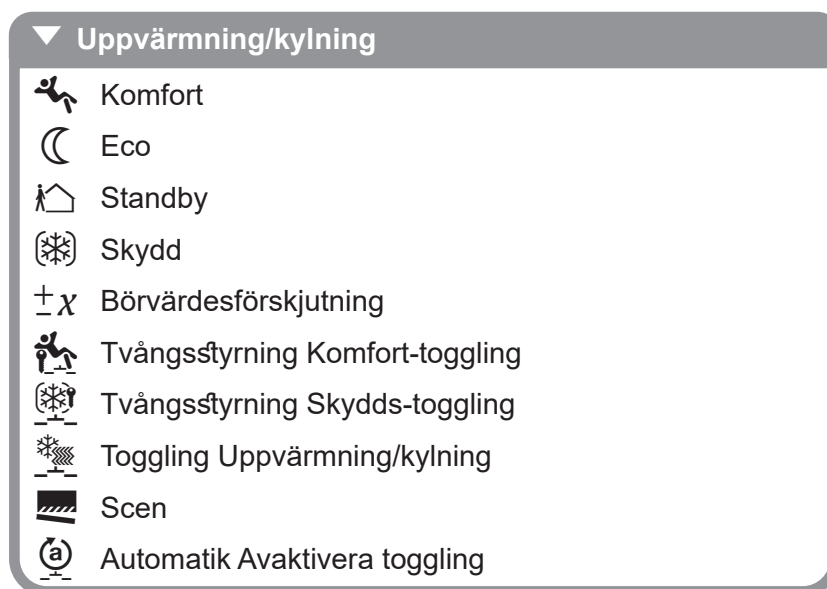 Uppvärmning/kylning
Komfort
Eco
Standby
Skydd
Börvärdesförskjutning
Tvångsstyrning Komfort-toggling
Tvångsstyrning Skydds-toggling
Toggling Uppvärmning/kylning
Scen
Automatik Avaktivera toggling